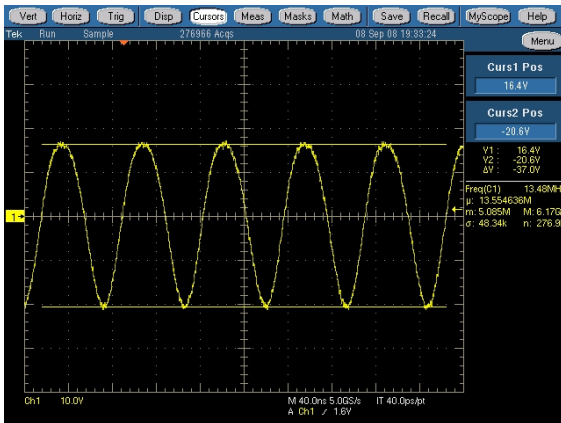 Vert Horiz Trig Disp Cursors Meas Masks Math Save Recall MyScope Help
Tek Run Sample 276966 Acqs 08 Sep 08 19:33:24
Menu
Curs1 Pos
16.4V
Curs2 Pos
-20.6V
V1 : 16.4V
V2 : -20.6V
ΔV : -37.0V
Freq(C1) 13.48MH
µ: 13.554636M
m: 5.085M M: 6.17G
σ: 48.34k n: 276.9
1
Ch1 10.0V M 40.0ns 5.0GS/s IT 40.0ps/pt
A Ch1 ∕ 1.6V